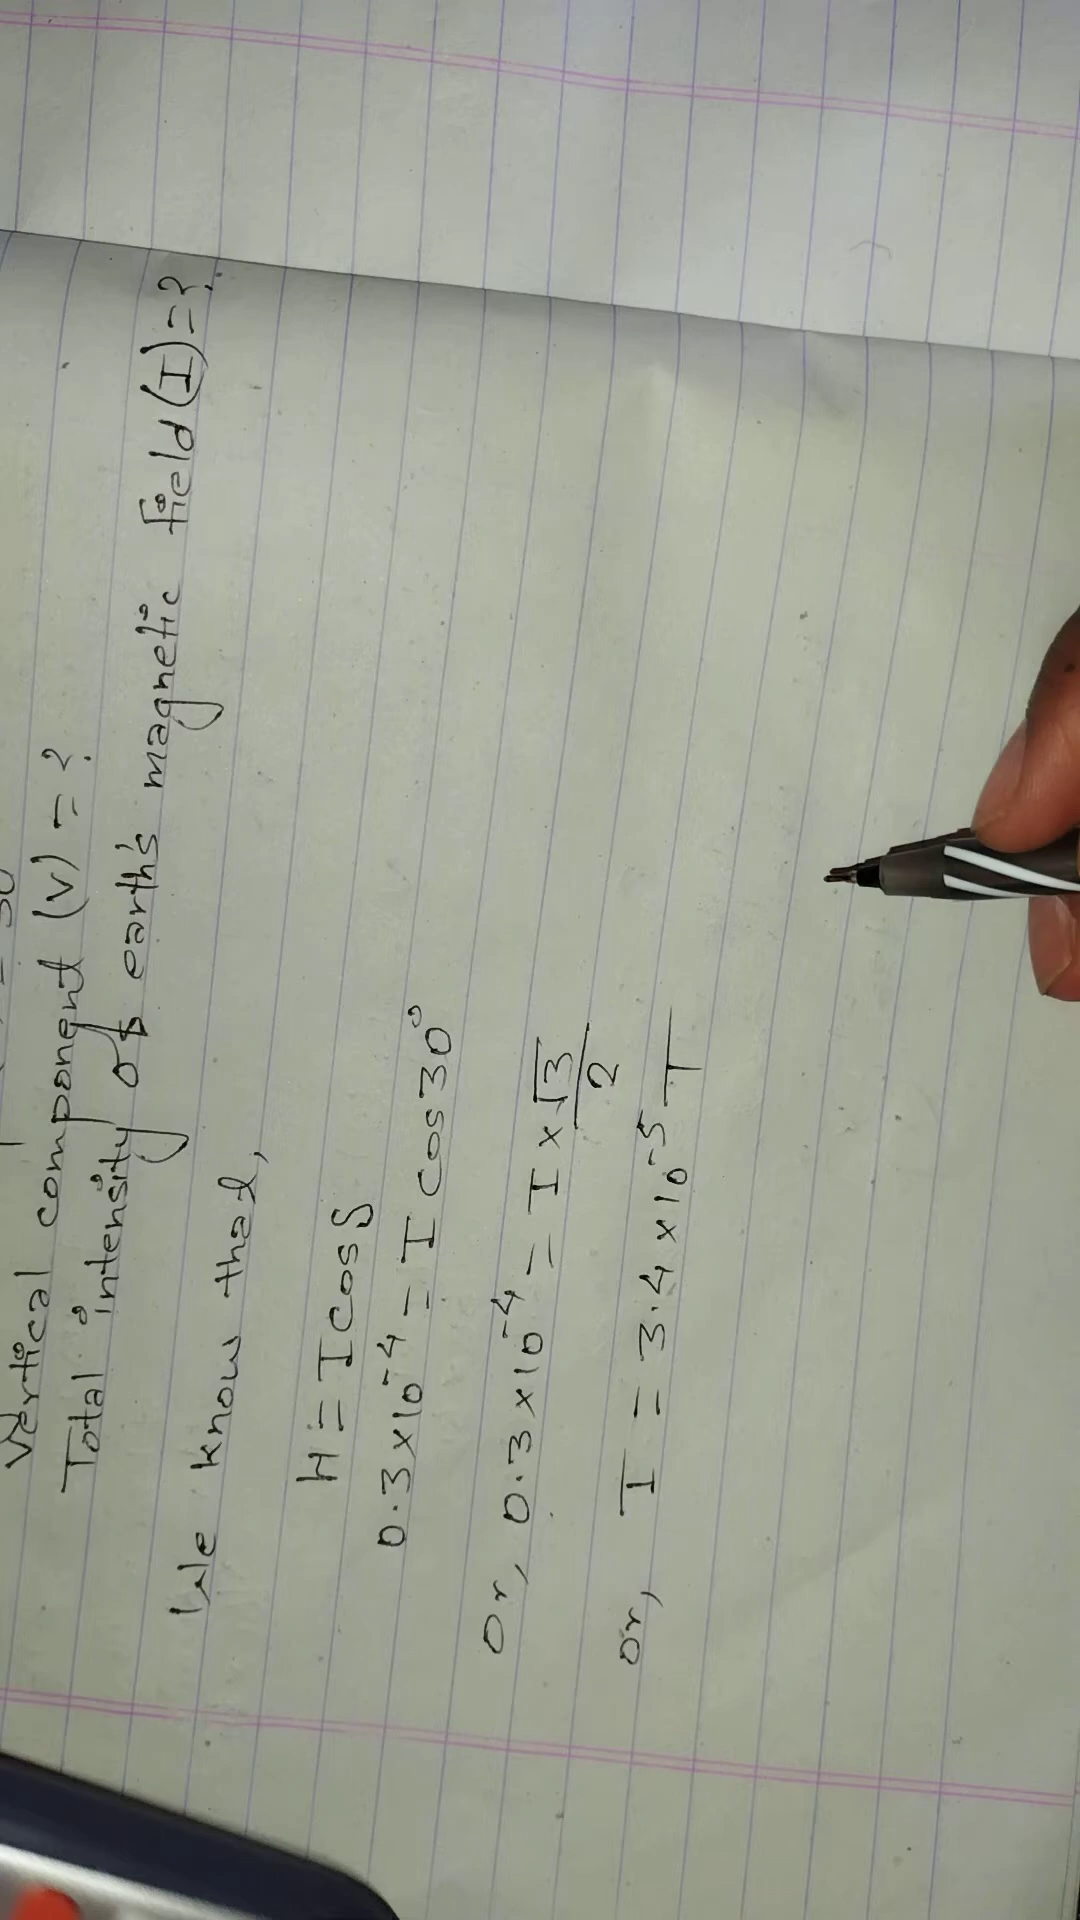 Vertical component (V) = ?
Total intensity of earth's magnetic field (I) = ?
We know that,
H = I cos δ
0.3 × 10⁻⁴ = I cos 30°
Or, 0.3 × 10⁻⁴ = I × √3/2
or, I = 3.4 × 10⁻⁵ T